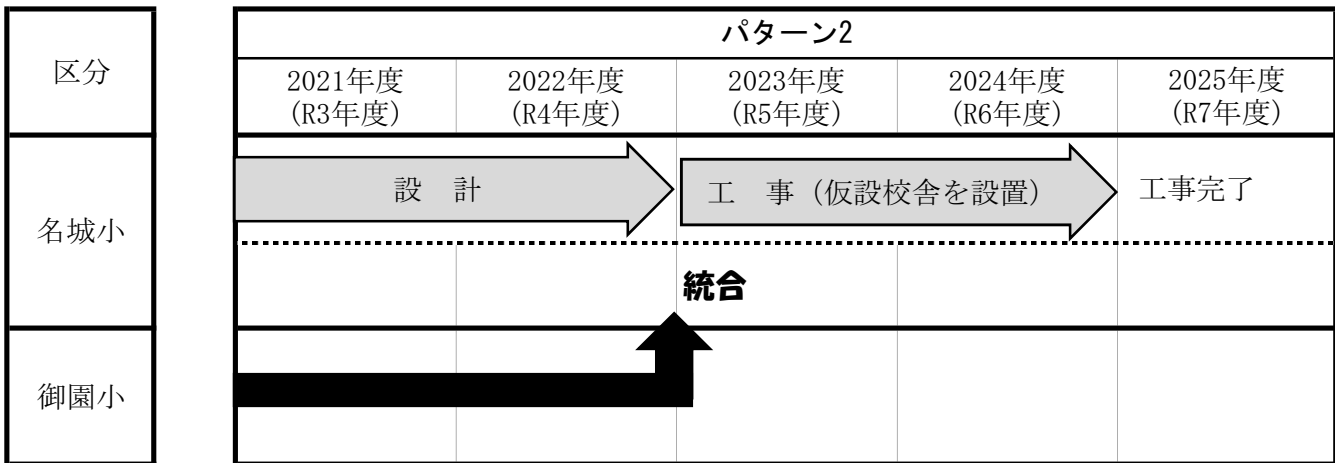 区分
パターン2
2021年度
(R3年度)
2022年度
(R4年度)
2023年度
(R5年度)
2024年度
(R6年度)
2025年度
(R7年度)
名城小
設　計
工　事（仮設校舎を設置）
工事完了
統合
御園小